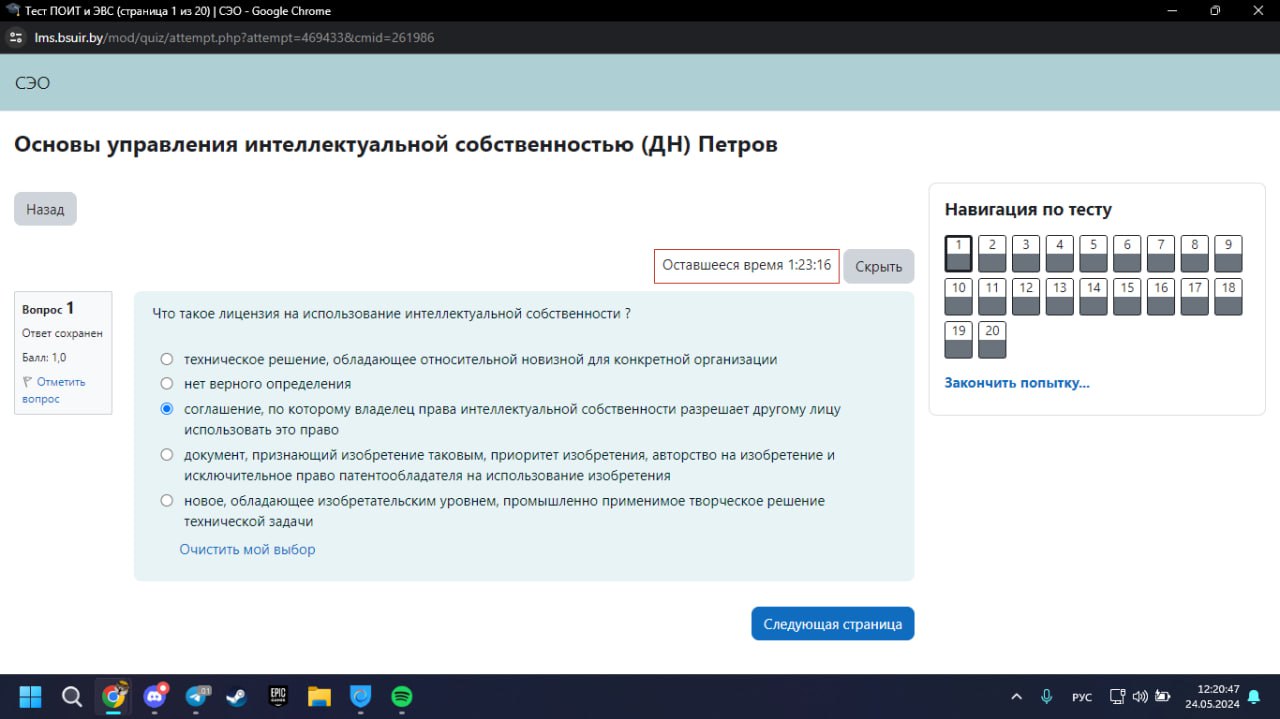 Тест ПОИТ и ЭВС (страница 1 из 20) | СЭО - Google Chrome
lms.bsuir.by/mod/quiz/attempt.php?attempt=469433&cmid=261986
СЭО
Основы управления интеллектуальной собственностью (ДН) Петров
Назад
Оставшееся время 1:23:16
Скрыть
Вопрос 1
Ответ сохранен
Балл: 1,0
Отметить
вопрос
Что такое лицензия на использование интеллектуальной собственности ?
техническое решение, обладающее относительной новизной для конкретной организации
нет верного определения
соглашение, по которому владелец права интеллектуальной собственности разрешает другому лицу
использовать это право
документ, признающий изобретение таковым, приоритет изобретения, авторство на изобретение и
исключительное право патентообладателя на использование изобретения
новое, обладающее изобретательским уровнем, промышленно применимое творческое решение
технической задачи
Очистить мой выбор
Следующая страница
Навигация по тесту
1 2 3 4 5 6 7 8 9
10 11 12 13 14 15 16 17 18
19 20
Закончить попытку...
01
EPIC
GAMES
РУС
12:20:47
24.05.2024